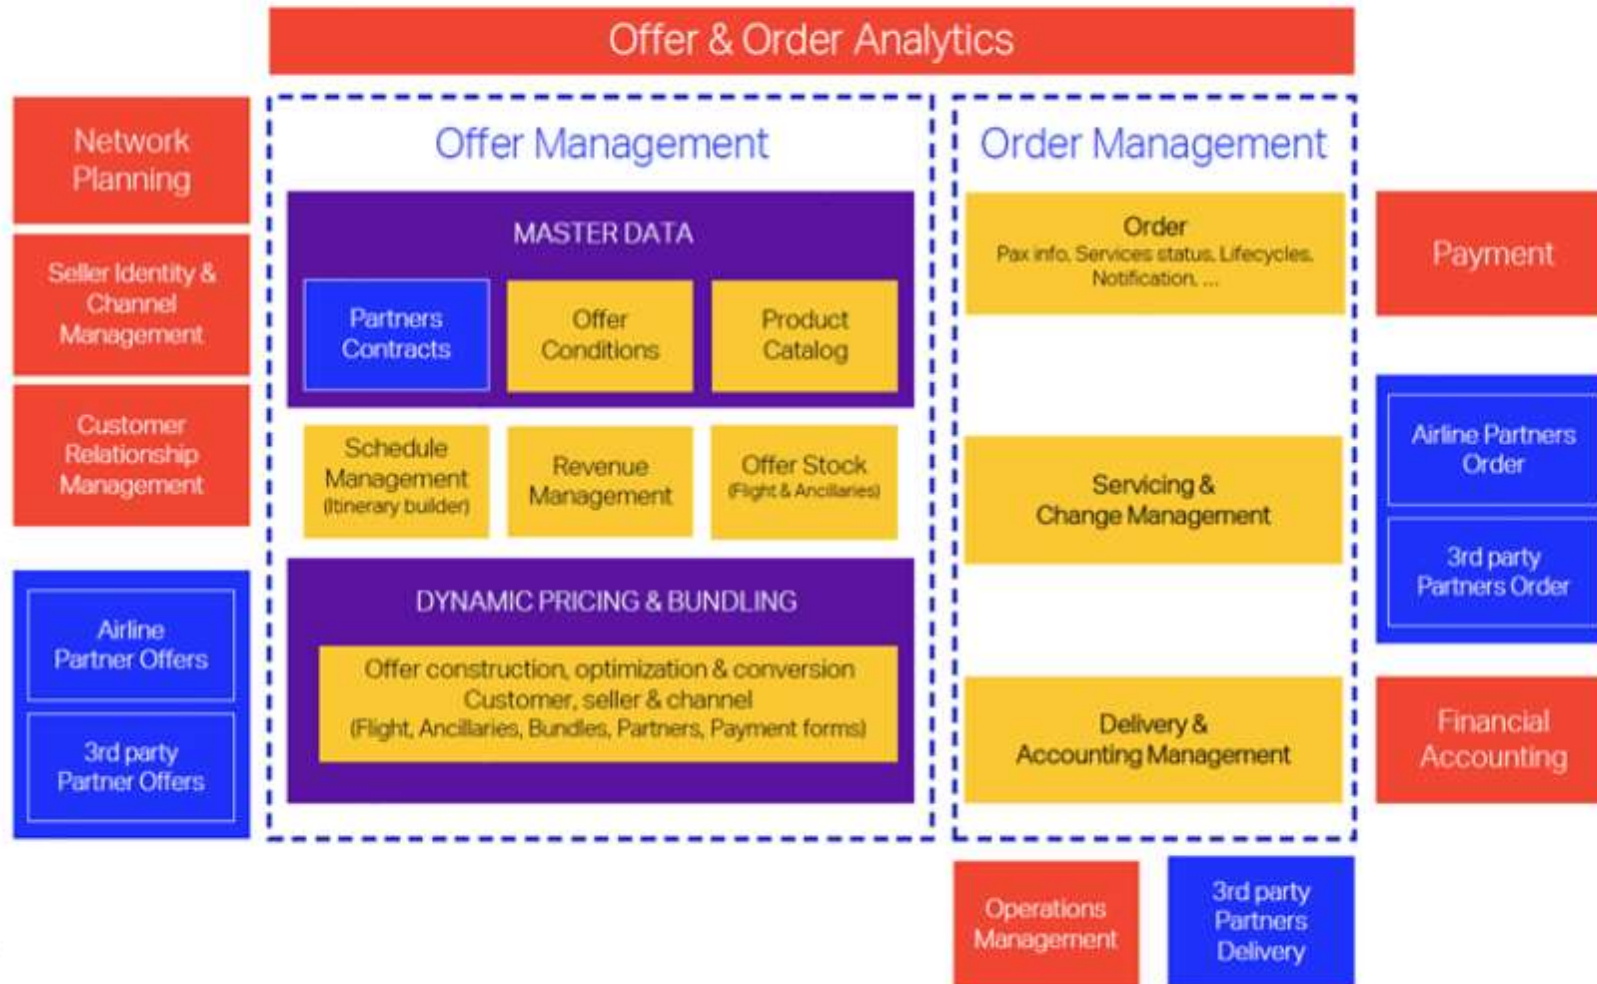 Offer & Order Analytics
Network
Planning
Seller Identity &
Channel
Management
Customer
Relationship
Management
Airline
Partner Offers
3rd party
Partner Offers
Offer Management
MASTER DATA
Partners
Contracts
Offer
Conditions
Product
Catalog
Schedule
Management
(Itinerary builder)
Revenue
Management
Offer Stock
(Flight & Ancillaries)
DYNAMIC PRICING & BUNDLING
Offer construction, optimization & conversion
Customer, seller & channel
(Flight, Ancillaries, Bundles, Partners, Payment forms)
Order Management
Order
Pax info, Services status, Lifecycles,
Notification, ...
Servicing &
Change Management
Delivery &
Accounting Management
Payment
Airline Partners
Order
3rd party
Partners Order
Financial
Accounting
Operations
Management
3rd party
Partners
Delivery